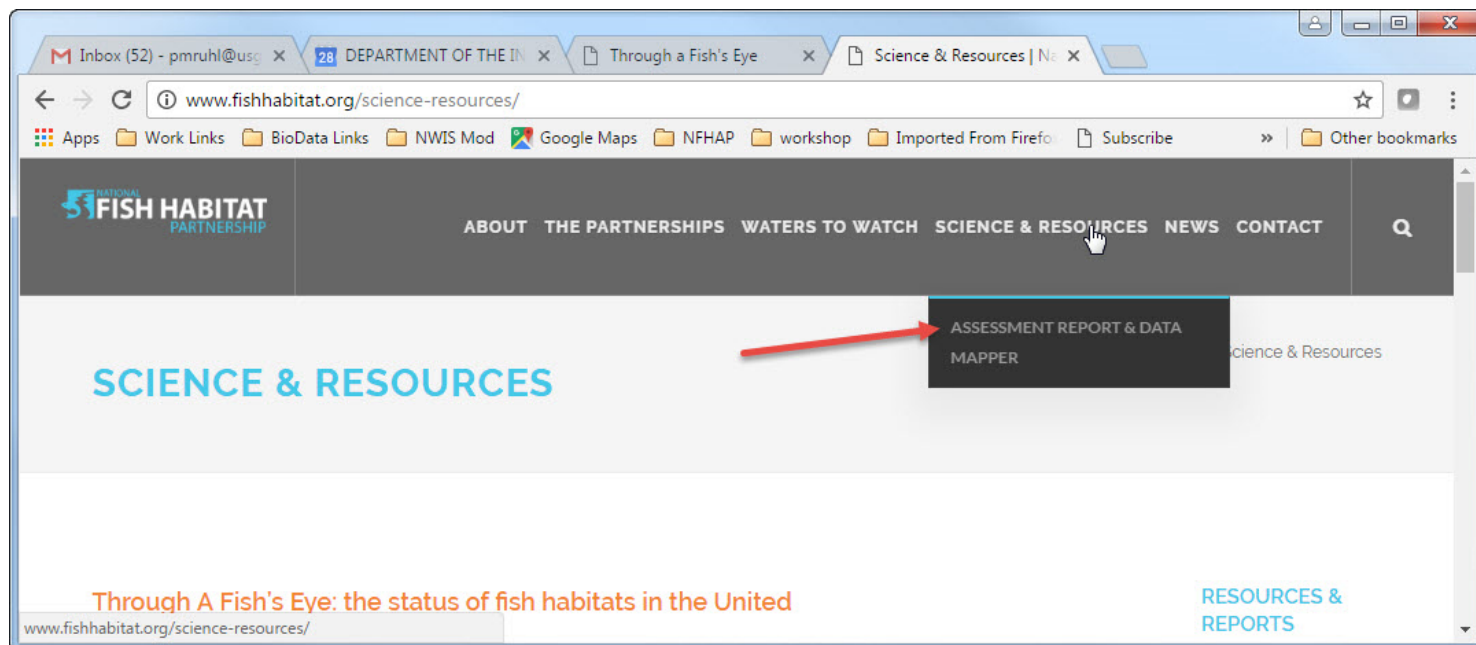 Inbox (52) - pmruhl@usg
28 DEPARTMENT OF THE IN
Through a Fish's Eye
Science & Resources | Na
www.fishhabitat.org/science-resources/
Apps Work Links BioData Links NWIS Mod Google Maps NFHAP workshop Imported From Firefo Subscribe » Other bookmarks
NATIONAL
FISH HABITAT
PARTNERSHIP
ABOUT THE PARTNERSHIPS WATERS TO WATCH SCIENCE & RESOURCES NEWS CONTACT
ASSESSMENT REPORT & DATA
MAPPER
Science & Resources
SCIENCE & RESOURCES
Through A Fish's Eye: the status of fish habitats in the United
RESOURCES &
REPORTS
www.fishhabitat.org/science-resources/